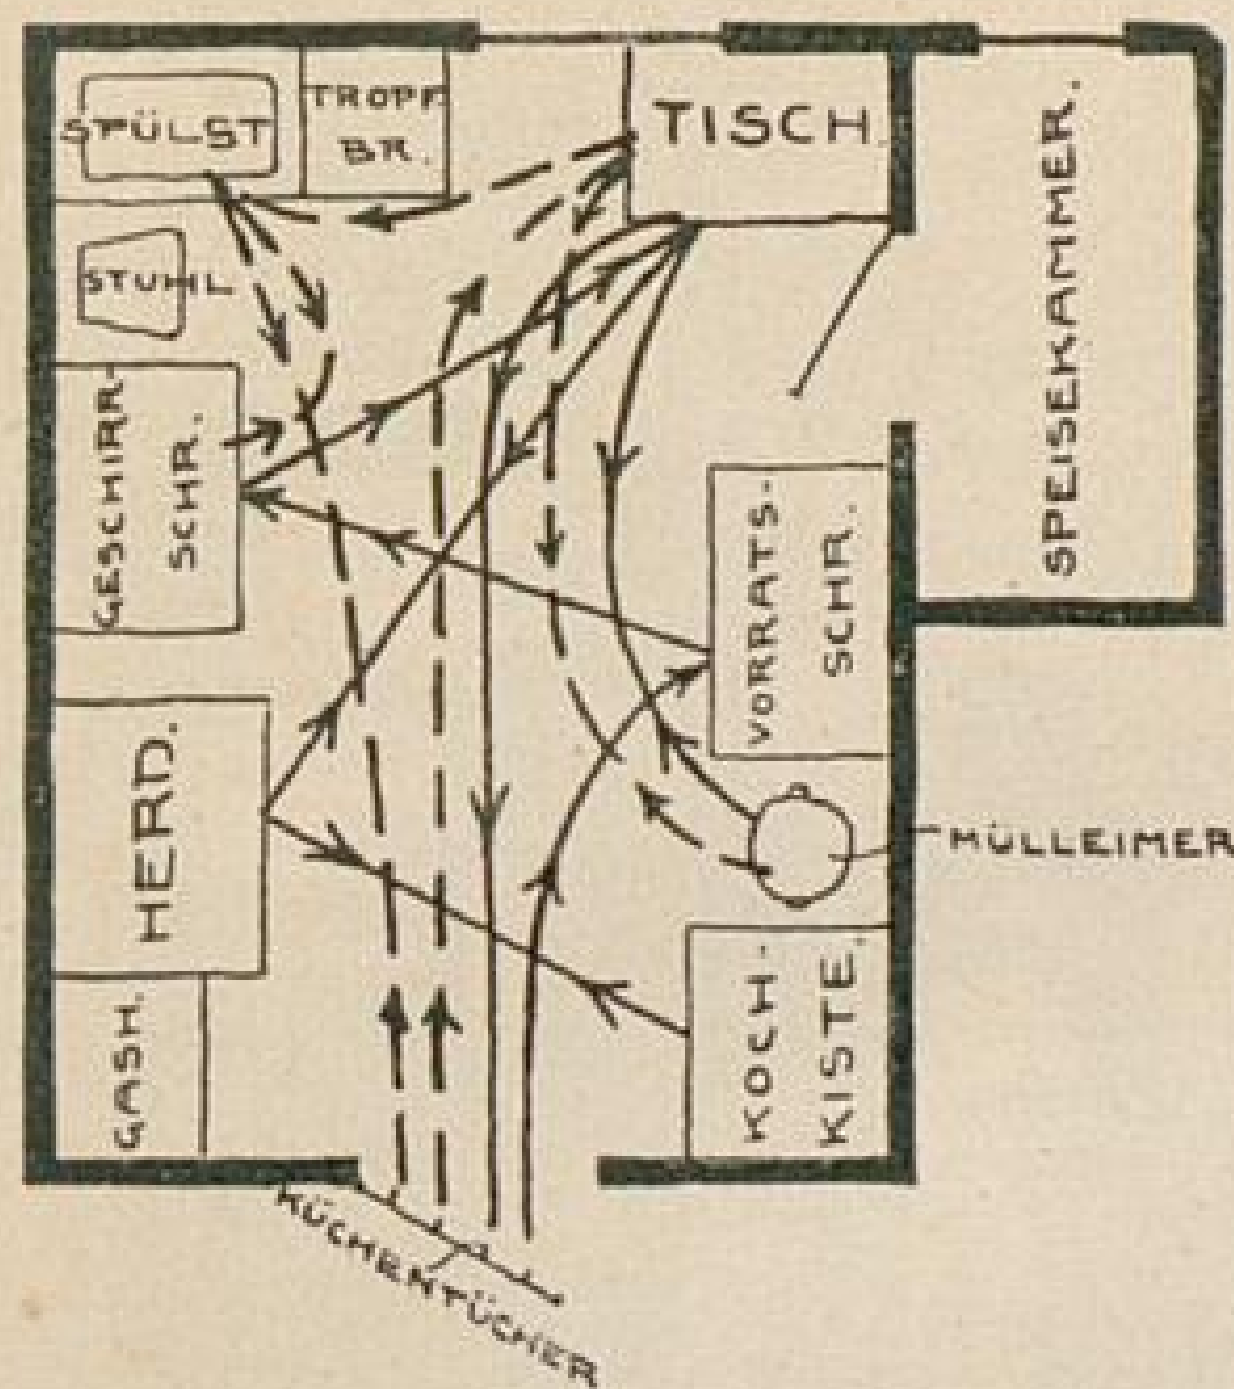 SPÜLST
TROPF.
BR.
TISCH.
SPEISEKAMMER.
STUHL
GESCHIRR-
SCHR.
VORRATS-
SCHR.
HERD.
MÜLLEIMER
KOCH-
KISTE.
GASH.
KÜCHENTÜCHER